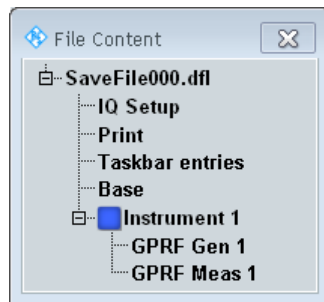 File Content
SaveFile000.dfl
IQ Setup
Print
Taskbar entries
Base
Instrument 1
GPRF Gen 1
GPRF Meas 1